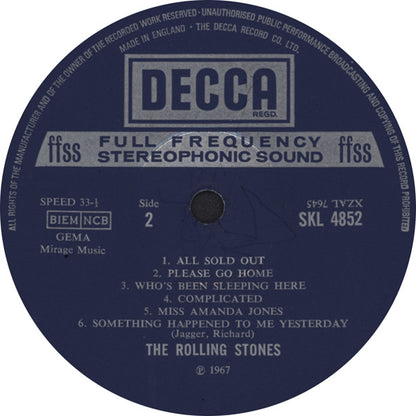 ALL RIGHTS OF THE MANUFACTURER AND OF THE OWNER OF THE RECORDED WORK RESERVED · UNAUTHORISED PUBLIC PERFORMANCE BROADCASTING AND COPYING OF THIS RECORD PROHIBITED
MADE IN ENGLAND · THE DECCA RECORD CO. LTD.
DECCA
REGD.
ffss FULL FREQUENCY ffss
STEREOPHONIC SOUND
SPEED 33-⅓
Side
XZAL 7645
BIEM NCB
2
SKL 4852
GEMA
Mirage Music
1. ALL SOLD OUT
2. PLEASE GO HOME
3. WHO'S BEEN SLEEPING HERE
4. COMPLICATED
5. MISS AMANDA JONES
6. SOMETHING HAPPENED TO ME YESTERDAY
(Jagger, Richard)
THE ROLLING STONES
℗ 1967